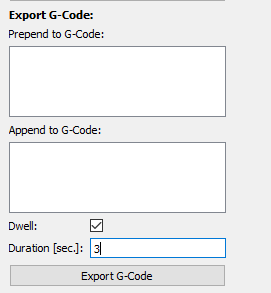 Export G-Code:
Prepend to G-Code:
Append to G-Code:
Dwell:
Duration [sec.]: 3
Export G-Code